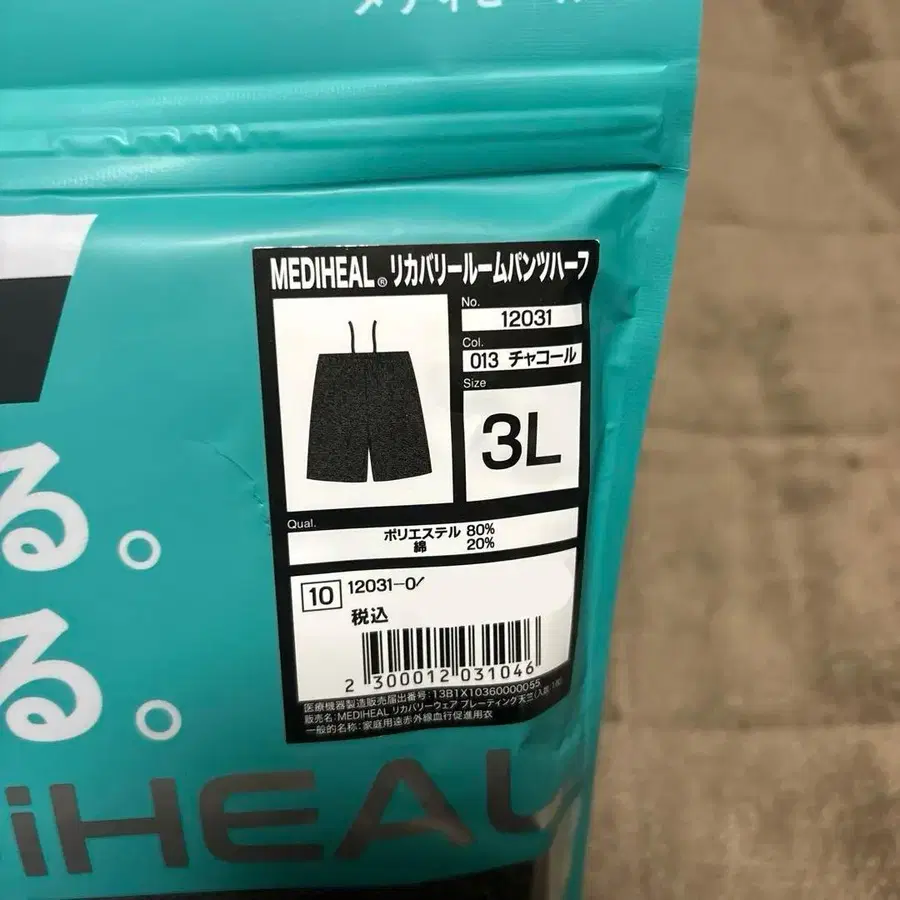 MEDIHEAL® リカバリールームパンツハーフ
No.
12031
Col.
013 チャコール
Size
3L
Qual.
ポリエステル 80%
綿 20%
10 12031-0
税込
2 300012 031046
医療機器製造販売届出番号:13B1X10360000055
販売名:MEDIHEAL リカバリーウェア プレーティング天竺
一般的名称:家庭用遠赤外線血行促進用衣
る。
る。
iHEAL